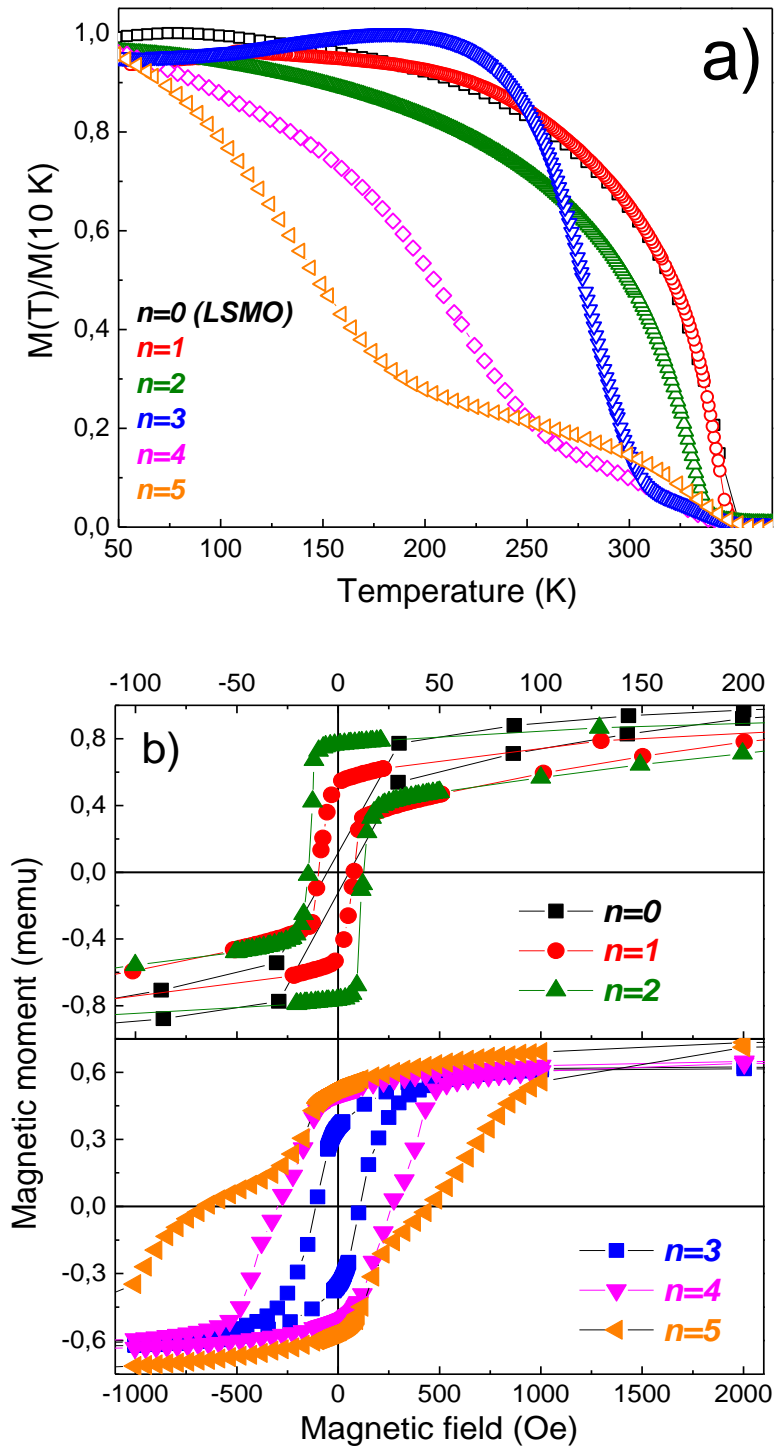 a)
1,0
0,8
0,6
0,4
0,2
0,0
M(T)/M(10 K)
n=0 (LSMO)
n=1
n=2
n=3
n=4
n=5
50 100 150 200 250 300 350
Temperature (K)
-100 -50 0 50 100 150 200
b)
0,8
0,4
0,0
-0,4
-0,8
n=0
n=1
n=2
Magnetic moment (memu)
0,6
0,3
0,0
-0,3
-0,6
n=3
n=4
n=5
-1000 -500 0 500 1000 1500 2000
Magnetic field (Oe)